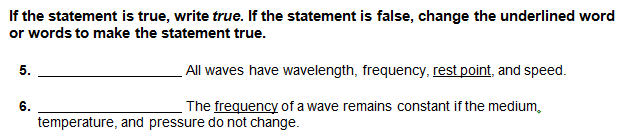 If the statement is true, write true. If the statement is false, change the underlined word
or words to make the statement true.
5. ____________________ All waves have wavelength, frequency, rest point, and speed.
6. ____________________ The frequency of a wave remains constant if the medium,
temperature, and pressure do not change.